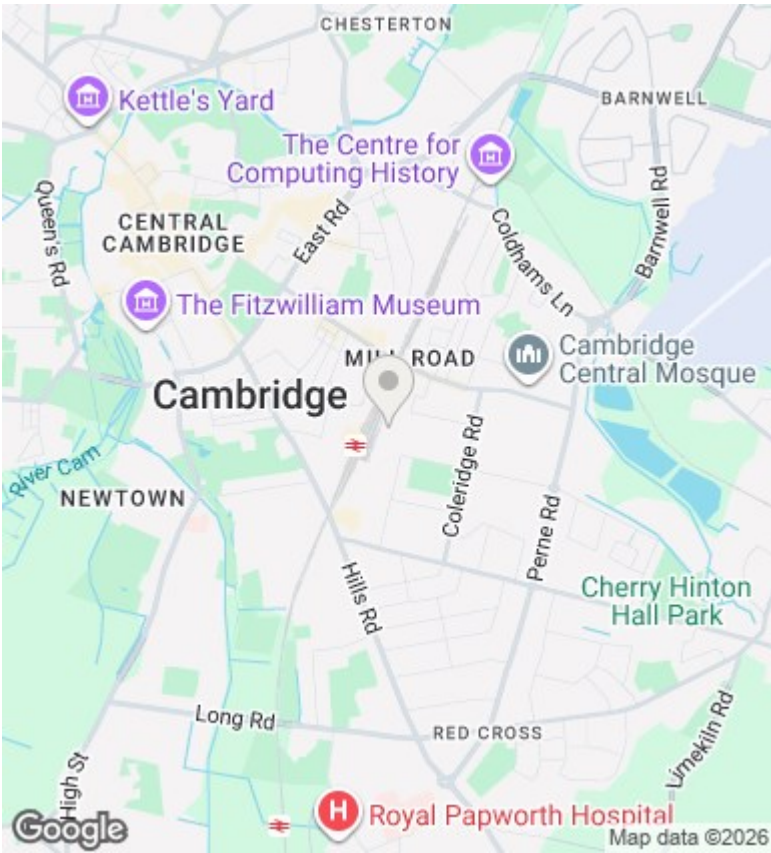 CHESTERTON
Kettle's Yard
BARNWELL
The Centre for
Computing History
Queen's Rd
Barnwell Rd
CENTRAL
CAMBRIDGE
East Rd
Coldhams Ln
The Fitzwilliam Museum
MILL ROAD
Cambridge
Central Mosque
Cambridge
River Cam
NEWTOWN
Coleridge Rd
Perne Rd
Hills Rd
Cherry Hinton
Hall Park
Long Rd
RED CROSS
Limekiln Rd
High St
H
Royal Papworth Hospital
Google
Map data ©2026